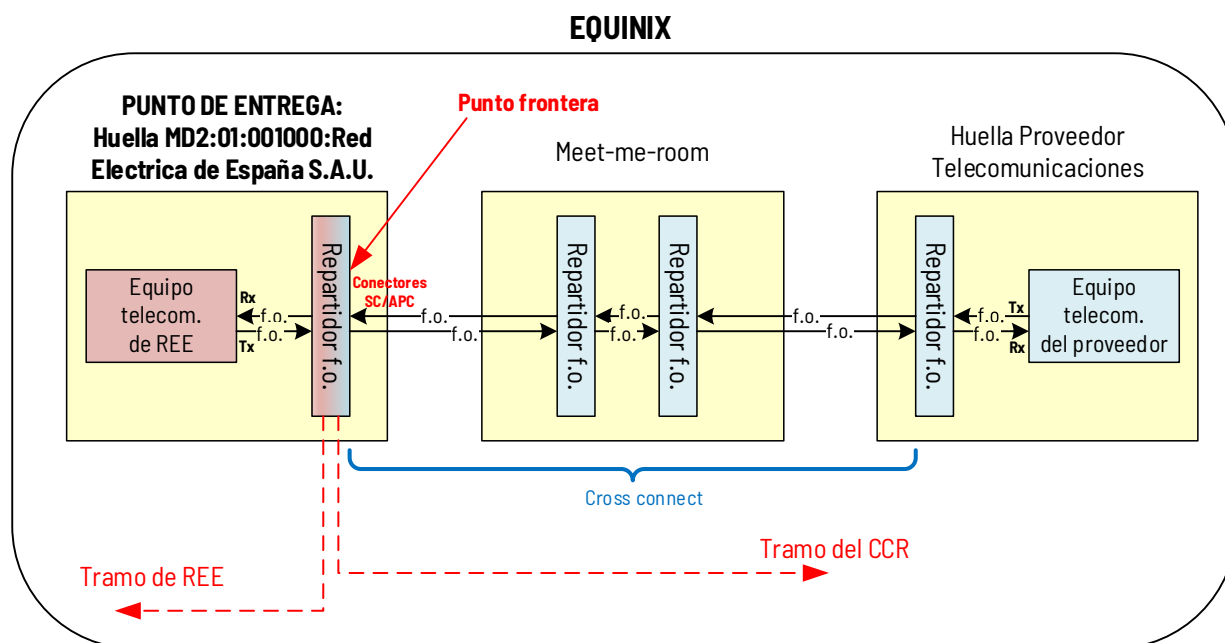 EQUINIX
PUNTO DE ENTREGA:
Huella MD2:01:001000:Red
Electrica de España S.A.U.
Punto frontera
Meet-me-room
Huella Proveedor
Telecomunicaciones
Equipo
telecom.
de REE
Rx
f.o.
f.o.
Tx
Repartidor f.o.
Conectores
SC/APC
f.o.
f.o.
Repartidor f.o.
f.o.
f.o.
Repartidor f.o.
f.o.
f.o.
Repartidor f.o.
Tx
f.o.
f.o.
Rx
Equipo
telecom.
del proveedor
Cross connect
Tramo de REE
Tramo del CCR